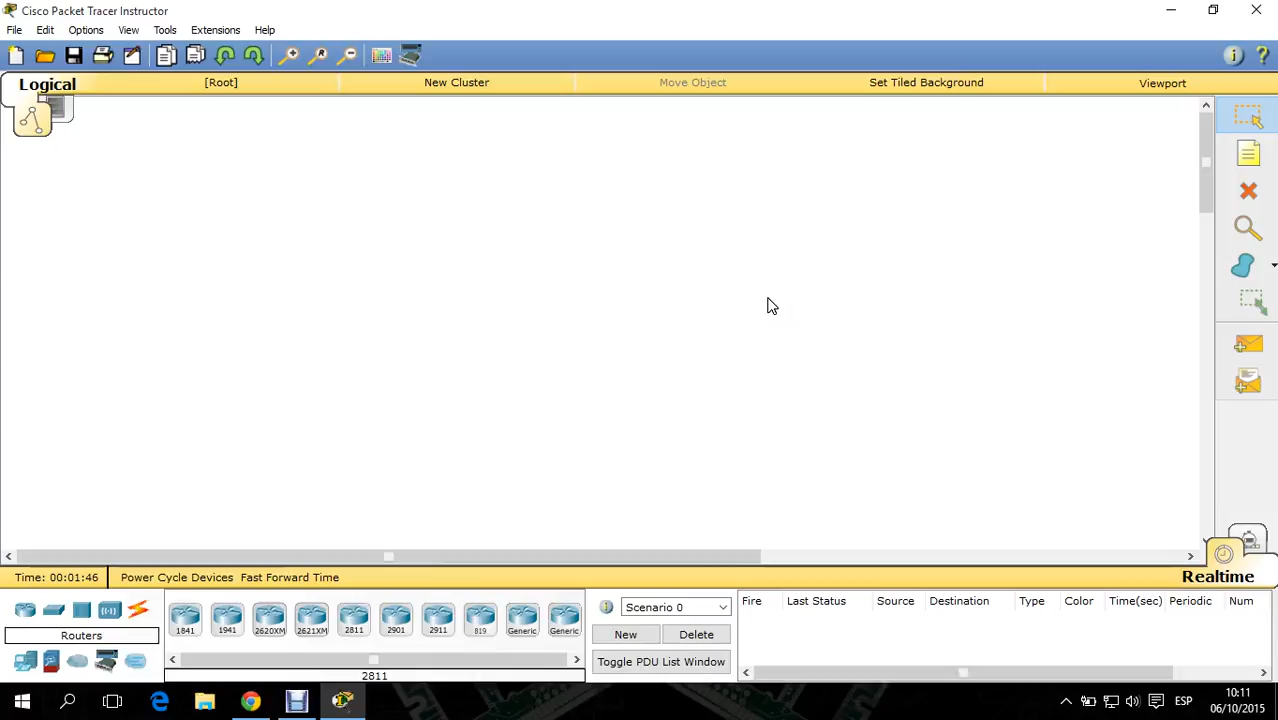 Cisco Packet Tracer Instructor
File Edit Options View Tools Extensions Help
Logical [Root] New Cluster Move Object Set Tiled Background Viewport
Time: 00:01:46 Power Cycle Devices Fast Forward Time Realtime
Routers
1841 1941 2620XM 2621XM 2811 2901 2911 819 Generic Generic
2811
Scenario 0
New Delete
Toggle PDU List Window
Fire Last Status Source Destination Type Color Time(sec) Periodic Num
ESP
10:11
06/10/2015